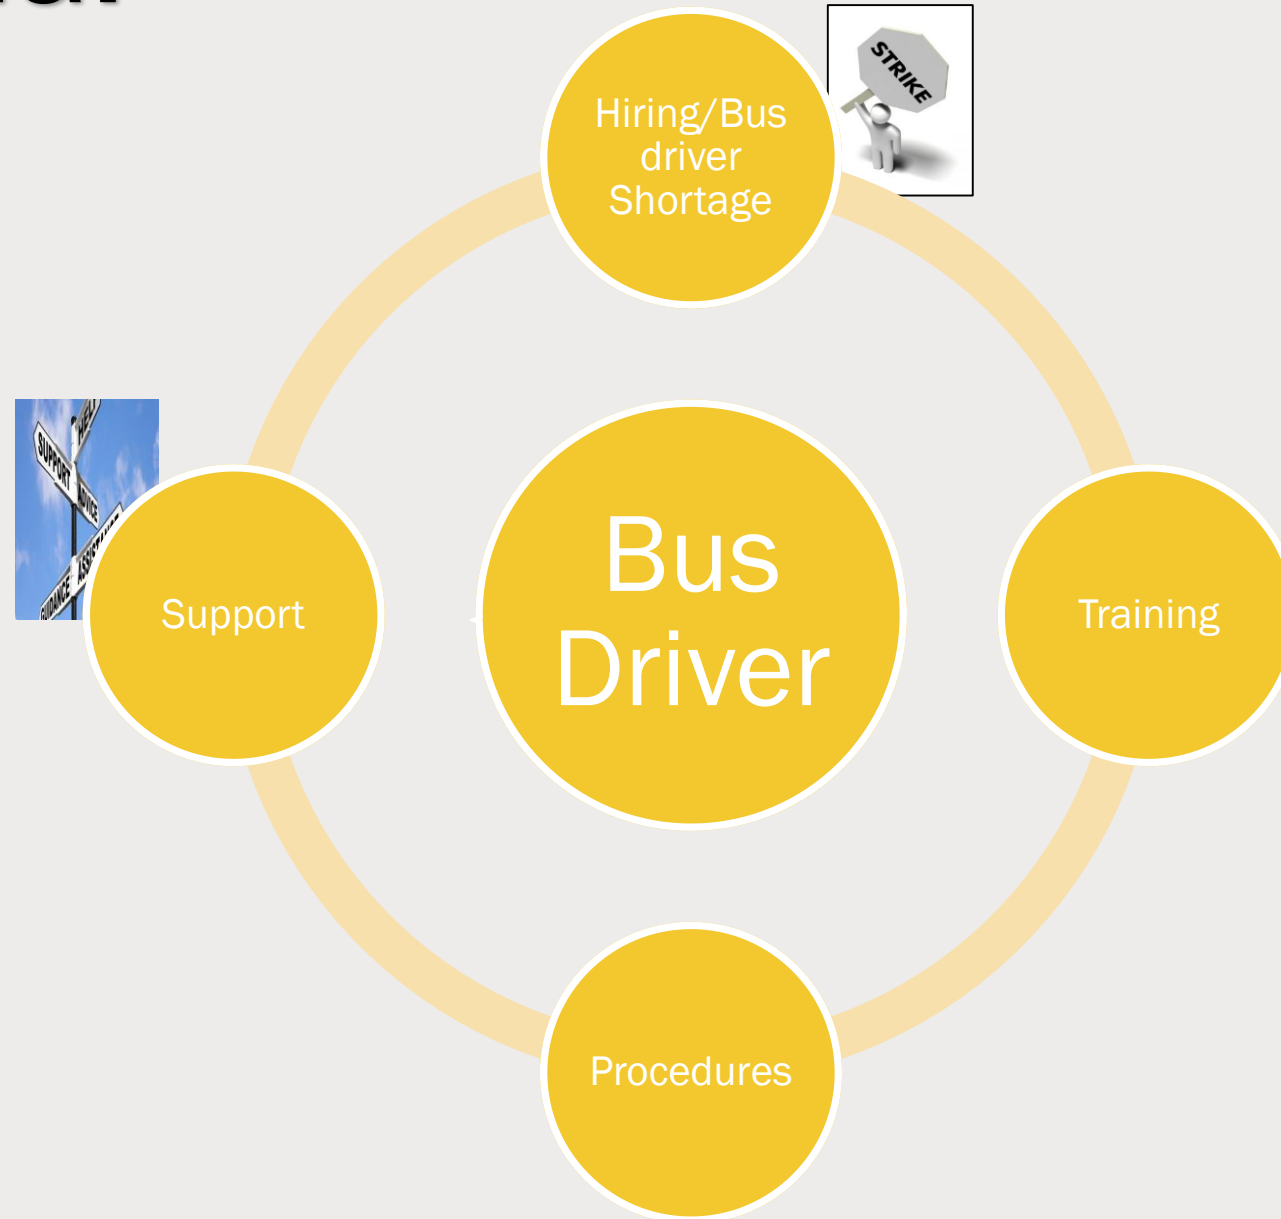 Hiring/Bus
driver
Shortage
STRIKE
SUPPORT
ADVICE
GUIDANCE
Support
Bus
Driver
Training
Procedures